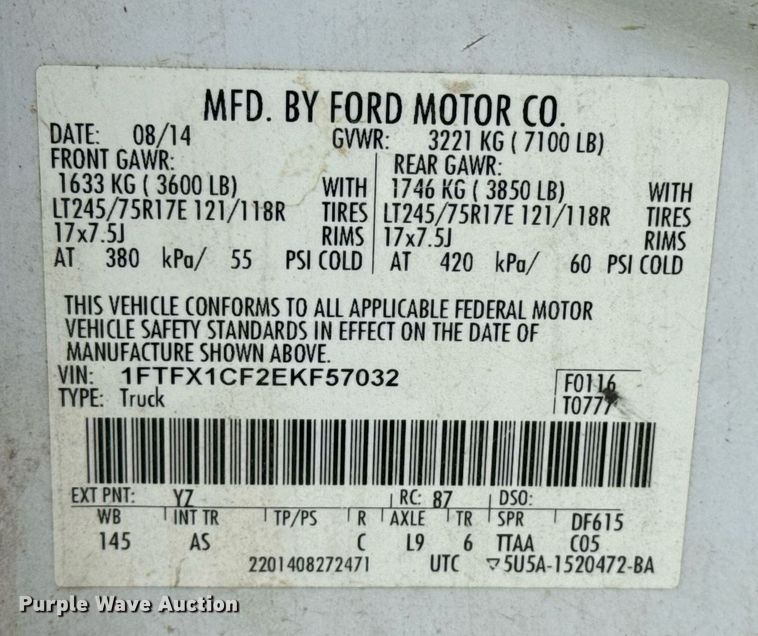 MFD. BY FORD MOTOR CO.
DATE: 08/14 GVWR: 3221 KG ( 7100 LB)
FRONT GAWR: REAR GAWR:
1633 KG ( 3600 LB) WITH 1746 KG ( 3850 LB) WITH
LT245/75R17E 121/118R TIRES LT245/75R17E 121/118R TIRES
17x7.5J RIMS 17x7.5J RIMS
AT 380 kPa/ 55 PSI COLD AT 420 kPa/ 60 PSI COLD
THIS VEHICLE CONFORMS TO ALL APPLICABLE FEDERAL MOTOR
VEHICLE SAFETY STANDARDS IN EFFECT ON THE DATE OF
MANUFACTURE SHOWN ABOVE.
VIN: 1FTFX1CF2EKF57032 F0116
TYPE: Truck T0777
EXT PNT: YZ RC: 87 DSO:
WB INT TR TP/PS R AXLE TR SPR DF615
145 AS C L9 6 TTAA C05
2201408272471 UTC ▽5U5A-1520472-BA
Purple Wave Auction